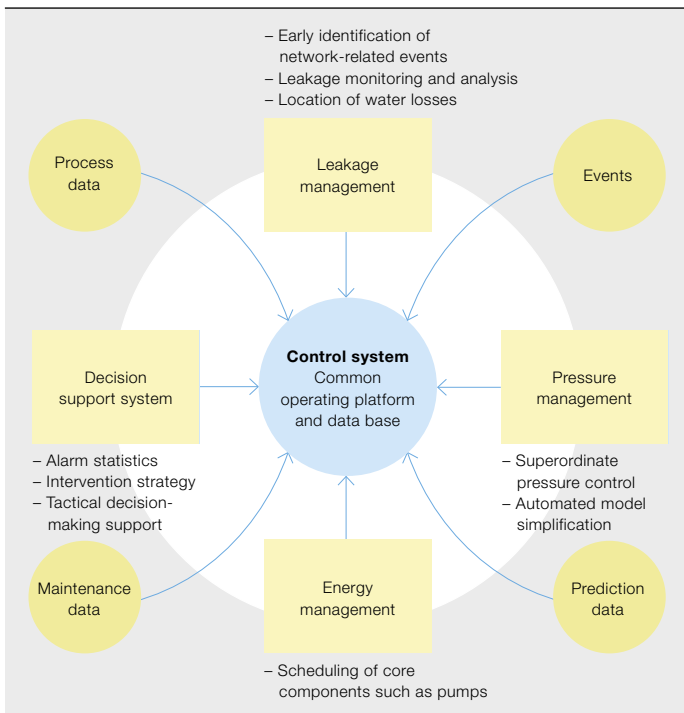 – Early identification of
network-related events
– Leakage monitoring and analysis
– Location of water losses
Process
data
Leakage
management
Events
Decision
support system
Control system
Common
operating platform
and data base
Pressure
management
– Alarm statistics
– Intervention strategy
– Tactical decision-
making support
– Superordinate
pressure control
– Automated model
simplification
Maintenance
data
Energy
management
Prediction
data
– Scheduling of core
components such as pumps